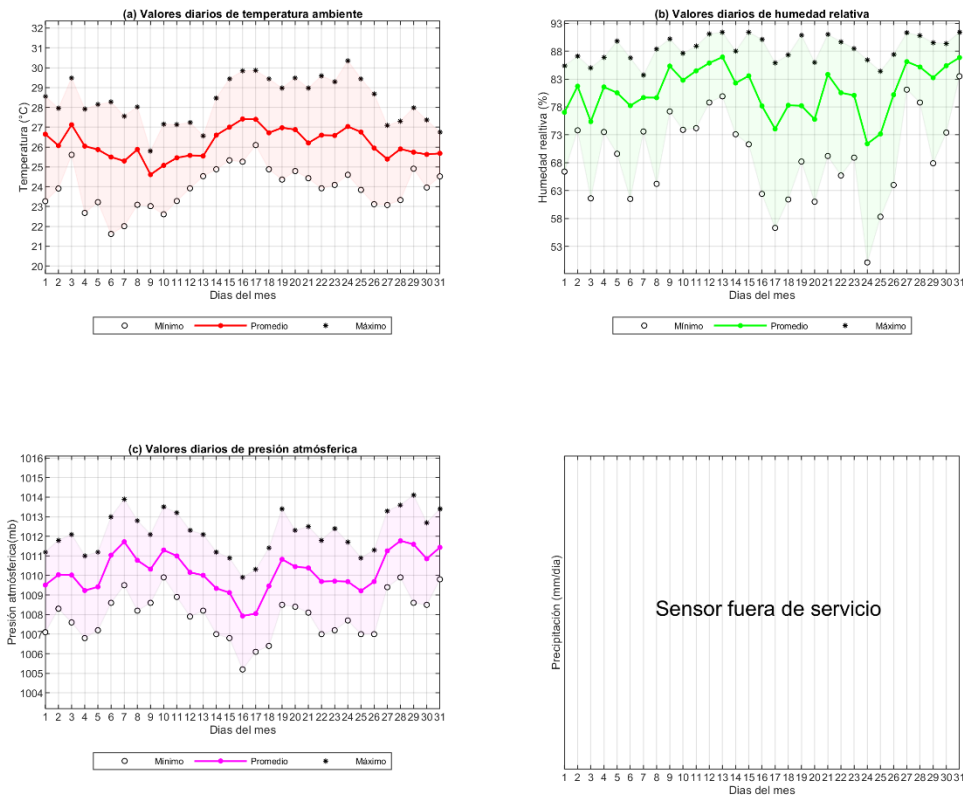 (a) Valores diarios de temperatura ambiente
Temperatura (°C)
32
31
30
29
28
27
26
25
24
23
22
21
20
1 2 3 4 5 6 7 8 9 10 11 12 13 14 15 16 17 18 19 20 21 22 23 24 25 26 27 28 29 30 31
Dias del mes
Mínimo Promedio Máximo
(b) Valores diarios de humedad relativa
Humedad realtiva (%)
93
88
83
78
73
68
63
58
53
1 2 3 4 5 6 7 8 9 10 11 12 13 14 15 16 17 18 19 20 21 22 23 24 25 26 27 28 29 30 31
Dias del mes
Mínimo Promedio Máximo
(c) Valores diarios de presión atmósferica
Presión atmósferica(mb)
1016
1015
1014
1013
1012
1011
1010
1009
1008
1007
1006
1005
1004
1 2 3 4 5 6 7 8 9 10 11 12 13 14 15 16 17 18 19 20 21 22 23 24 25 26 27 28 29 30 31
Dias del mes
Minimo Promedio Máximo
Precipitación (mm/dia)
Sensor fuera de servicio
1 2 3 4 5 6 7 8 9 10 11 12 13 14 15 16 17 18 19 20 21 22 23 24 25 26 27 28 29 30 31
Dias del mes